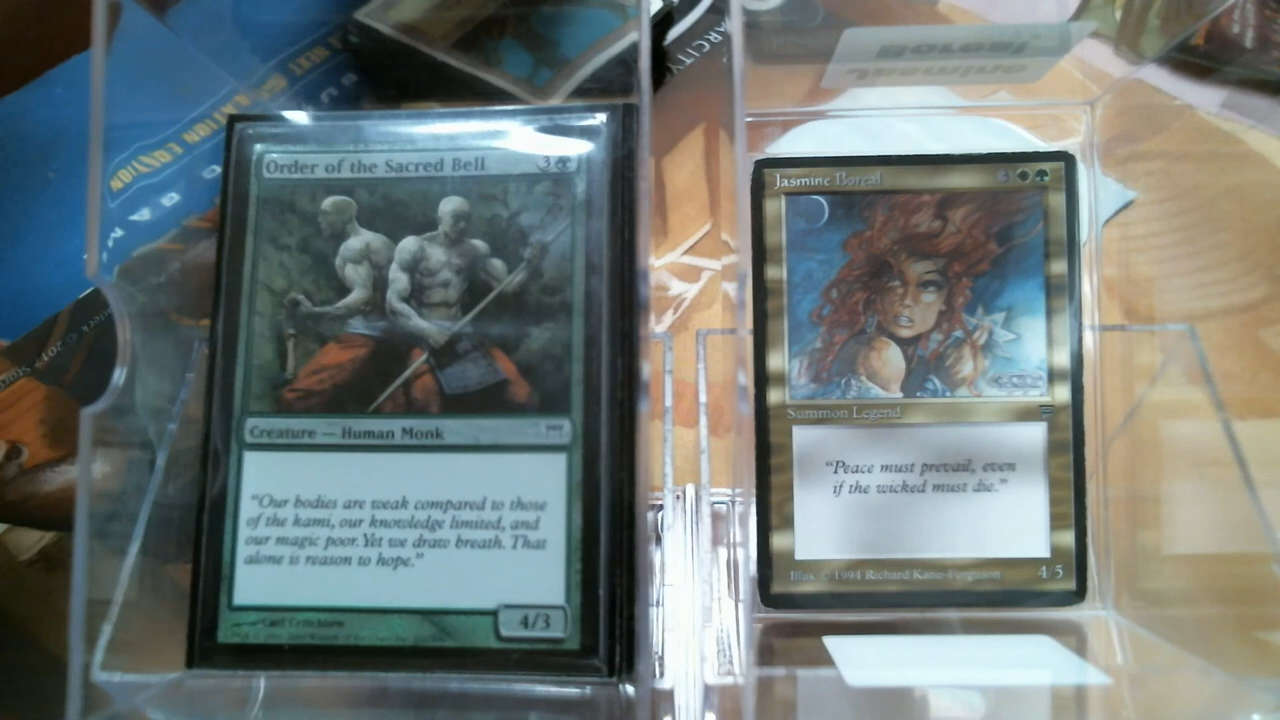 Order of the Sacred Bell
3
Creature — Human Monk
"Our bodies are weak compared to those
of the kami, our knowledge limited, and
our magic poor. Yet we draw breath. That
alone is reason to hope."
Carl Critchlow
4/3
Jasmine Boreal
3
Summon Legend
"Peace must prevail, even
if the wicked must die."
Illus. © 1994 Richard Kane-Ferguson
4/5
Boreal